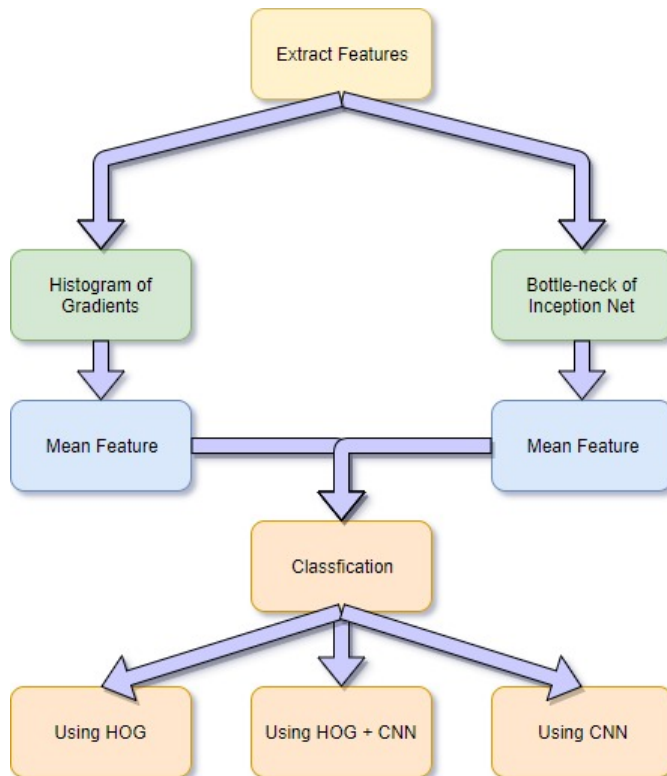 Extract Features
Histogram of
Gradients
Bottle-neck of
Inception Net
Mean Feature
Mean Feature
Classfication
Using HOG
Using HOG + CNN
Using CNN